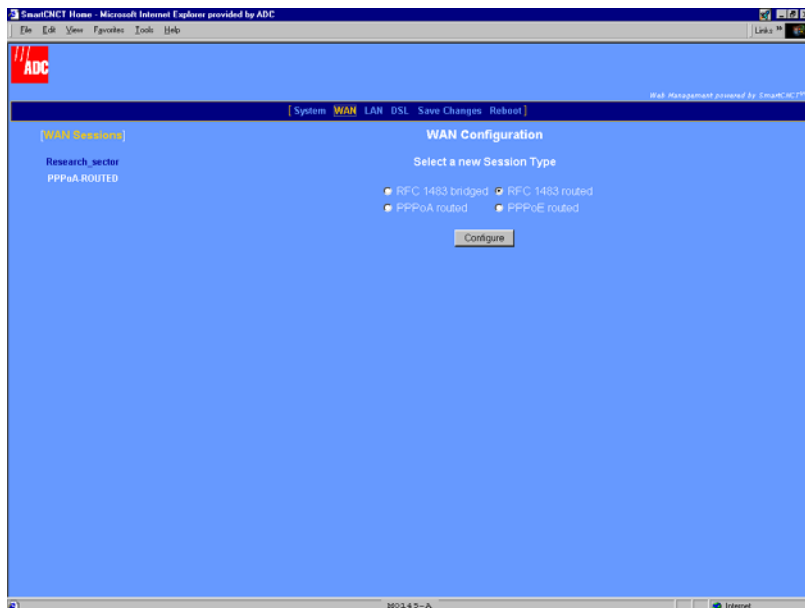 SmartCNCT Home - Microsoft Internet Explorer provided by ADC
File Edit View Favorites Tools Help
Links »
ADC
Web Management powered by SmartCNCT®
[ System WAN LAN DSL Save Changes Reboot ]
[WAN Sessions]
WAN Configuration
Research_sector
Select a new Session Type
PPPoA-ROUTED
RFC 1483 bridged RFC 1483 routed
PPPoA routed PPPoE routed
Configure
M0145-A
Internet